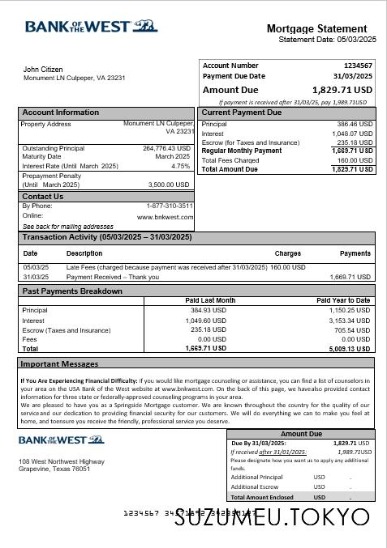 BANK OF THE WEST
Mortgage Statement
Statement Date: 05/03/2025
John Citizen
Monument LN Culpeper, VA 23231
Account Number 1234567
Payment Due Date 31/03/2025
Amount Due 1,829.71 USD
If payment is received after 31/03/25, pay 1,989.71USD
Account Information
Property Address Monument LN Culpeper,
VA 23231
Outstanding Principal 264,776.43 USD
Maturity Date March 2025
Interest Rate (Until March 2025) 4.75%
Prepayment Penalty
(Until March 2025) 3,500.00 USD
Contact Us
By Phone: 1-877-310-3511
Online: www.bnkwest.com
See back for mailing addresses
Current Payment Due
Principal 386.46 USD
Interest 1,048.07 USD
Escrow (for Taxes and Insurance) 235.18 USD
Regular Monthly Payment 1,669.71 USD
Total Fees Charged 160.00 USD
Total Amount Due 1,829.71 USD
Transaction Activity (05/03/2025 – 31/03/2025)
Date Description Charges Payments
05/03/25 Late Fees (charged because payment was received after 31/03/2025) 160.00 USD
31/03/25 Payment Received – Thank you 1,669.71 USD
Past Payments Breakdown
Paid Last Month Paid Year to Date
Principal 384.93 USD 1,150.25 USD
Interest 1,049.60 USD 3,153.34 USD
Escrow (Taxes and Insurance) 235.18 USD 705.54 USD
Fees 0.00 USD 0.00 USD
Total 1,669.71 USD 5,009.13 USD
Important Messages
If You Are Experiencing Financial Difficulty: If you would like mortgage counseling or assistance, you can find a list of counselors in
your area on the USA Bank of the West website at www.bnkwest.com. On the back of this page, we have also provided contact
information for three state or federally-approved counseling programs in your area.
We are pleased to have you as a Springside Mortgage customer. We are known throughout the country for the quality of our
service and our dedication to providing financial security for our customers. We will do everything we can to make you feel at
home, and to ensure you receive the friendly, professional service you deserve.
BANK OF THE WEST
108 West Northwest Highway
Grapevine, Texas 76051
Amount Due
Due By 31/03/2025: 1,829.71 USD
If received after 31/03/2025: 1,989.71USD
Please designate how you want us to apply any additional
funds.
Additional Principal USD .
Additional Escrow USD .
Total Amount Enclosed USD .
1234567
SUZUMEU.TOKYO